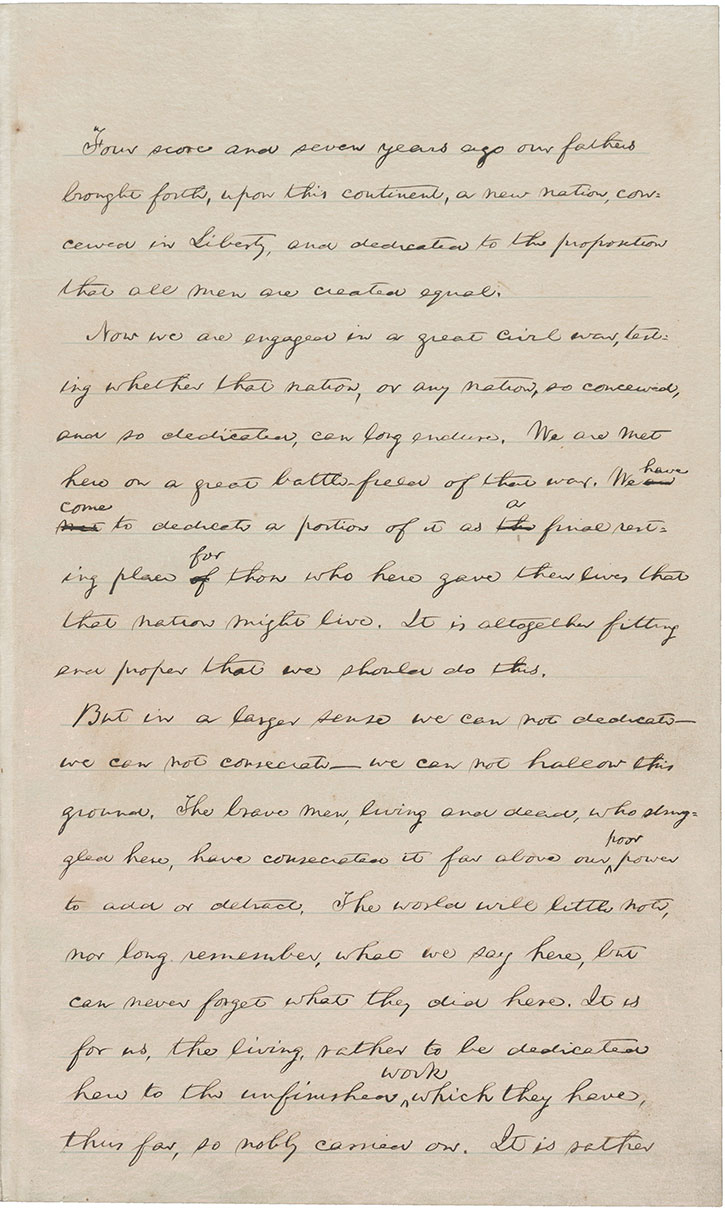 Four score and seven years ago our fathers
brought forth, upon this continent, a new nation, con-
ceived in Liberty, and dedicated to the proposition
that all men are created equal.
Now we are engaged in a great civil war, test-
ing whether that nation, or any nation, so conceived,
and so dedicated, can long endure. We are met
here on a great battle-field of that war. We are have
met come to dedicate a portion of it as the a final rest-
ing place of for those who here gave their lives that
that nation might live. It is altogether fitting
and proper that we should do this.
But in a larger sense we can not dedicate—
we can not consecrate— we can not hallow this
ground. The brave men, living and dead, who strug-
gled here, have consecrated it far above our poor power
to add or detract. The world will little note,
nor long remember, what we say here, but
can never forget what they did here. It is
for us, the living, rather to be dedicated
here to the unfinished work which they have,
thus far, so nobly carried on. It is rather